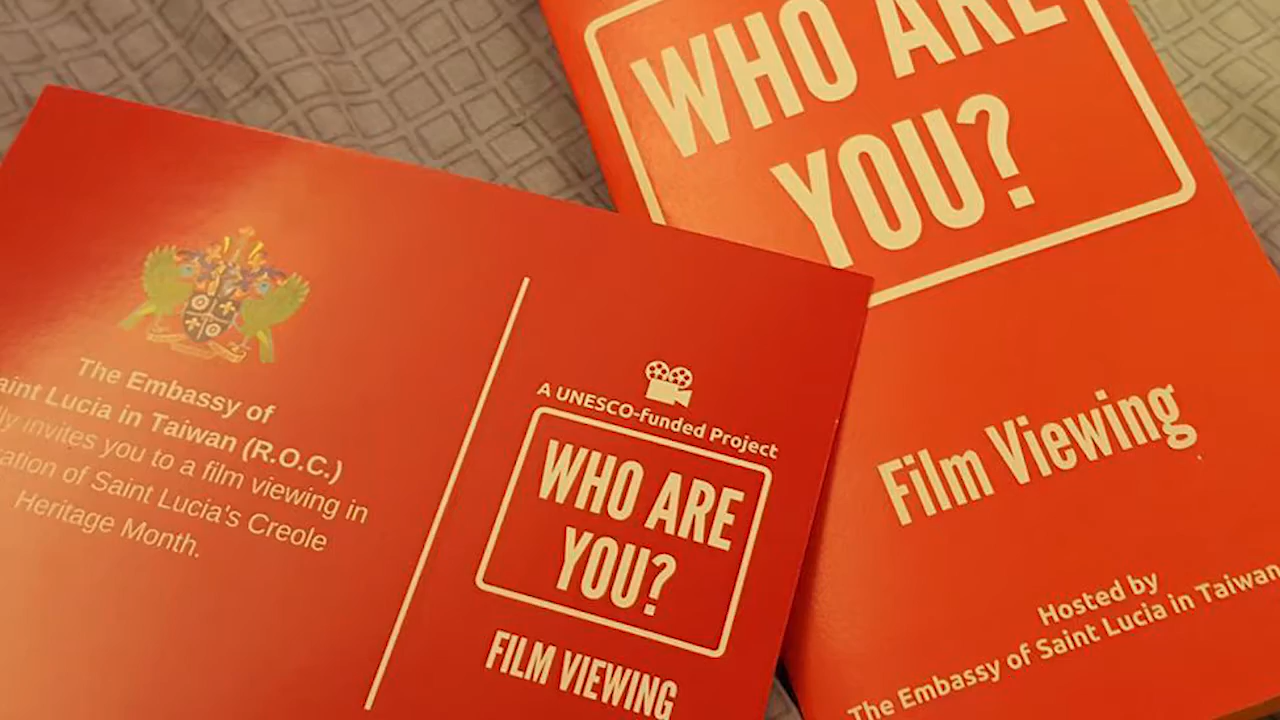 The Embassy of
aint Lucia in Taiwan (R.O.C.)
lly invites you to a film viewing in
ation of Saint Lucia's Creole
Heritage Month.
A UNESCO-funded Project
WHO ARE
YOU?
FILM VIEWING
WHO ARE
YOU?
Film Viewing
Hosted by
The Embassy of Saint Lucia in Taiwan